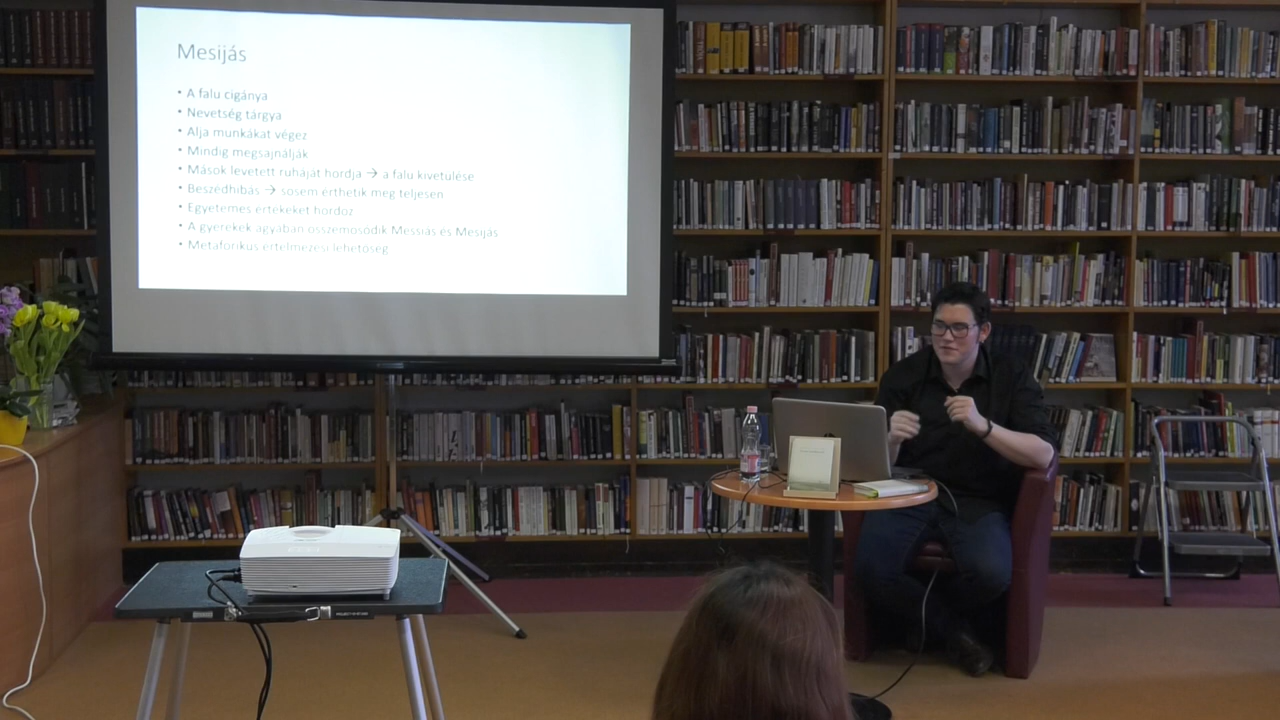 Mesijás
• A falu cigánya
• Nevetség tárgya
• Alja munkákat végez
• Mindig megsajnálják
• Mások levetett ruháját hordja → a falu kivetülése
• Beszédhibás → sosem érthetik meg teljesen
• Egyetemes értékeket hordoz
• A gyerekek agyában összemosódik Messiás és Mesijás
• Metaforikus értelmezési lehetőség